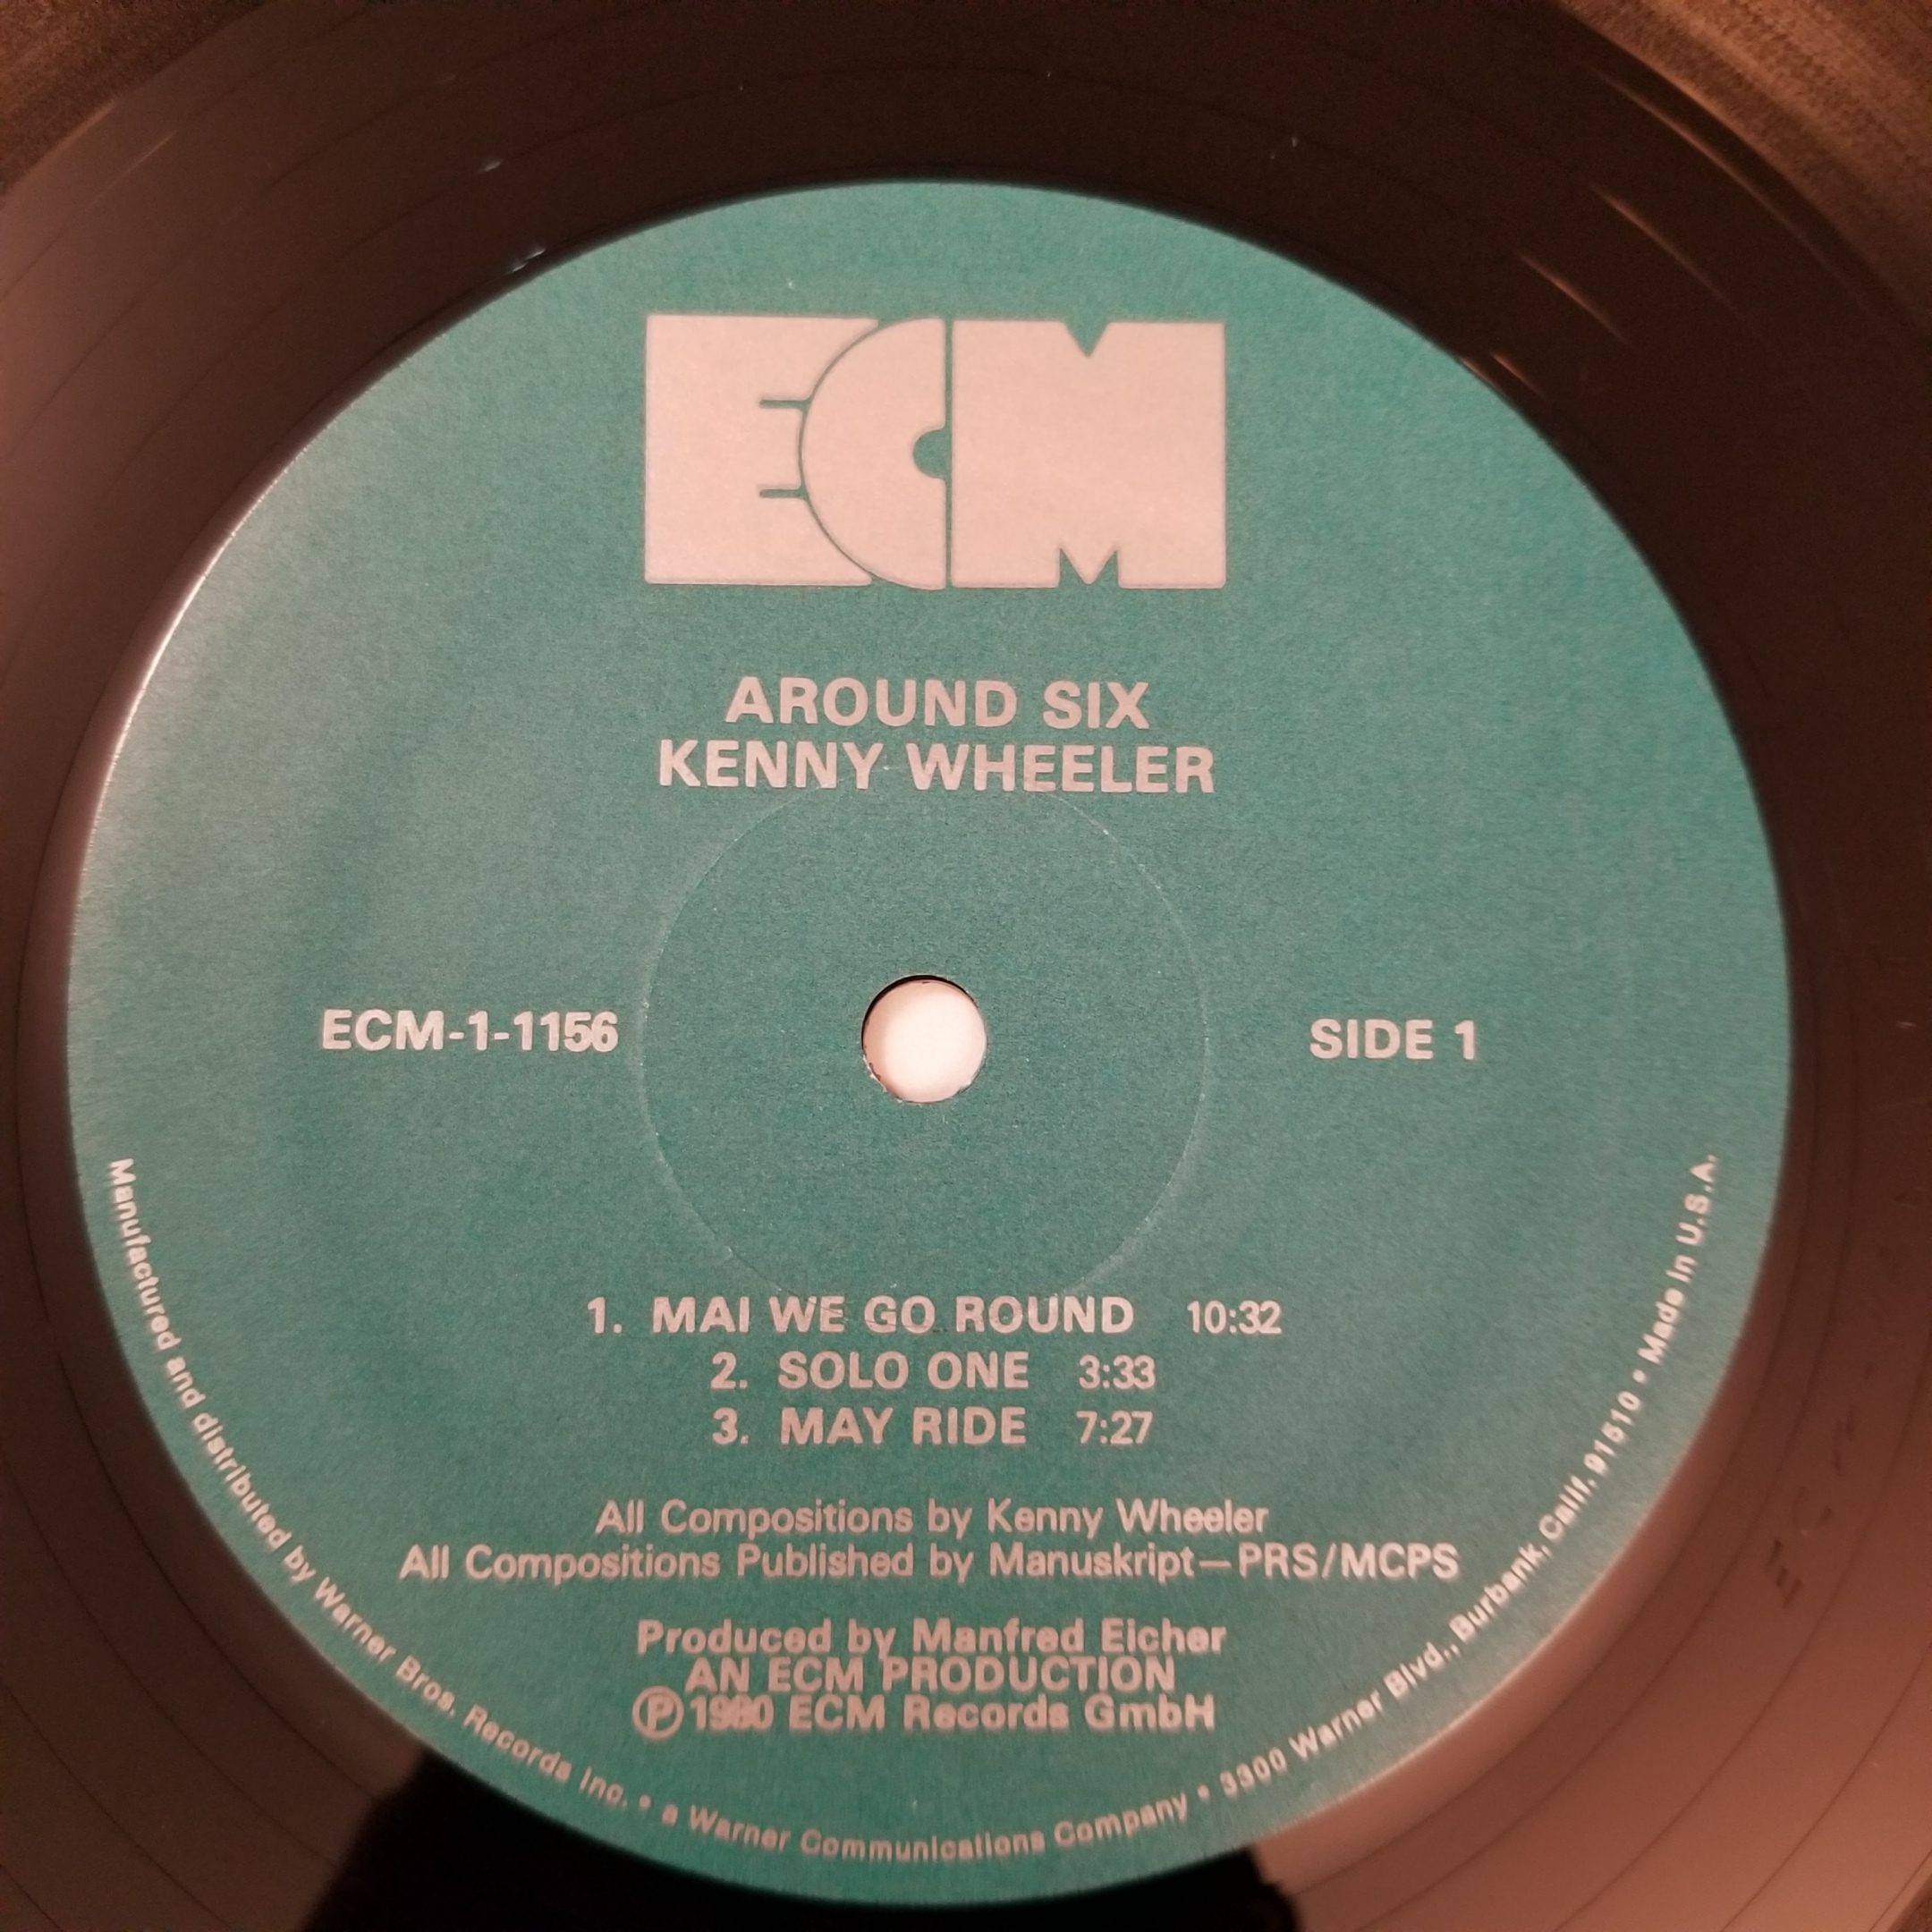 ECM
AROUND SIX
KENNY WHEELER
ECM-1-1156
SIDE 1
1. MAI WE GO ROUND 10:32
2. SOLO ONE 3:33
3. MAY RIDE 7:27
All Compositions by Kenny Wheeler
All Compositions Published by Manuskript—PRS/MCPS
Produced by Manfred Eicher
AN ECM PRODUCTION
℗ 1980 ECM Records GmbH
Manufactured and distributed by Warner Bros. Records Inc. • a Warner Communications Company • 3300 Warner Blvd., Burbank, Calif. 91510 • Made in U.S.A.